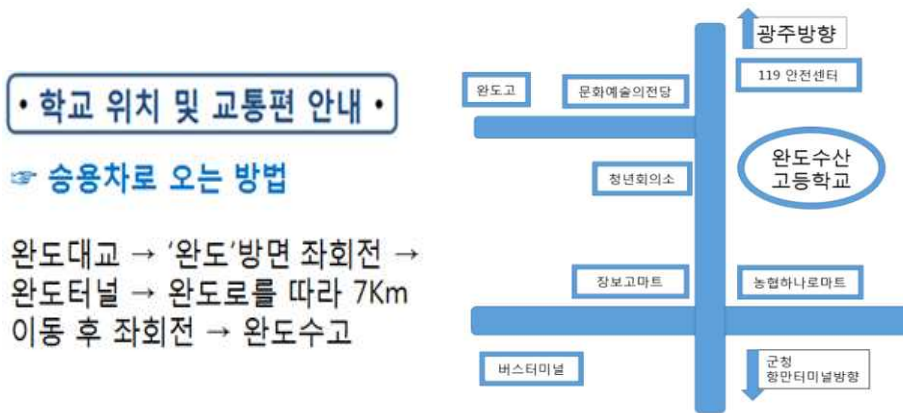 • 학교 위치 및 교통편 안내 •
☞ 승용차로 오는 방법
완도대교 → ‘완도’방면 좌회전 →
완도터널 → 완도로를 따라 7Km
이동 후 좌회전 → 완도수고
광주방향
119 안전센터
완도고
문화예술의전당
완도수산
고등학교
청년회의소
장보고마트
농협하나로마트
버스터미널
군청
항만터미널방향